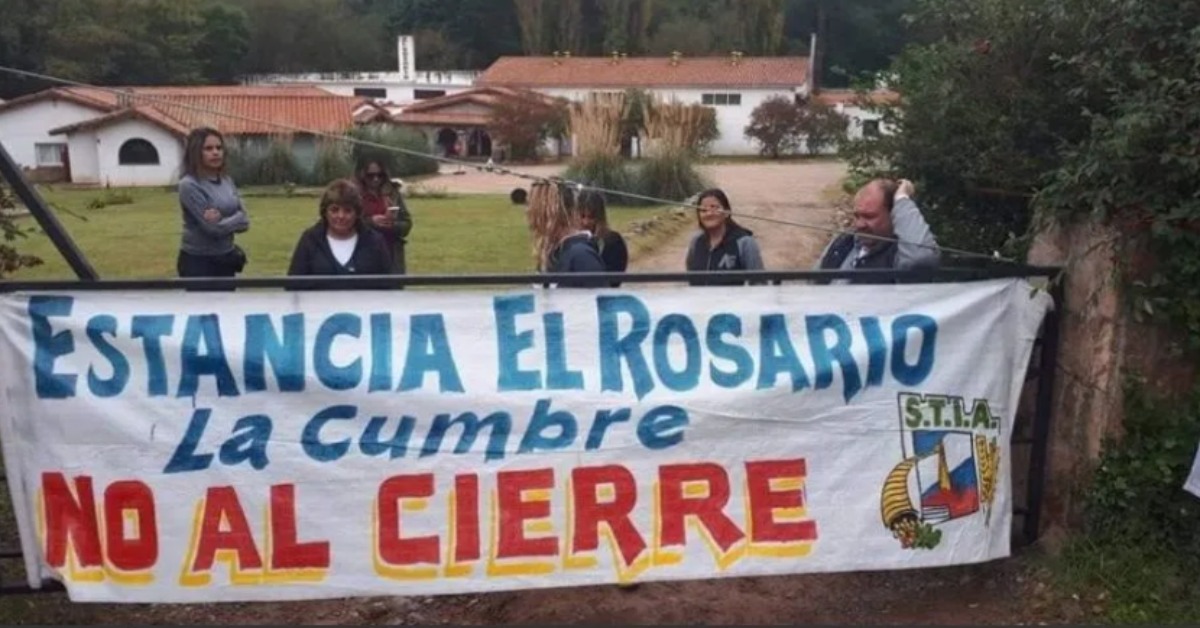 ESTANCIA EL ROSARIO
La Cumbre
NO AL CIERRE
S.T.I.A.